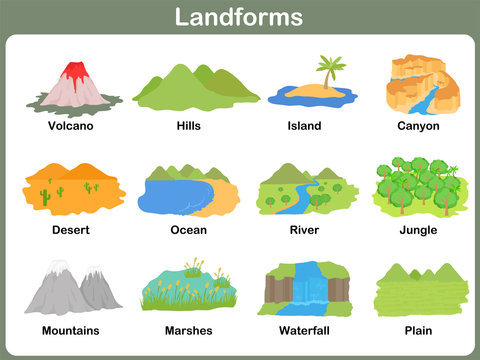 Landforms
Volcano Hills Island Canyon
Desert Ocean River Jungle
Mountains Marshes Waterfall Plain